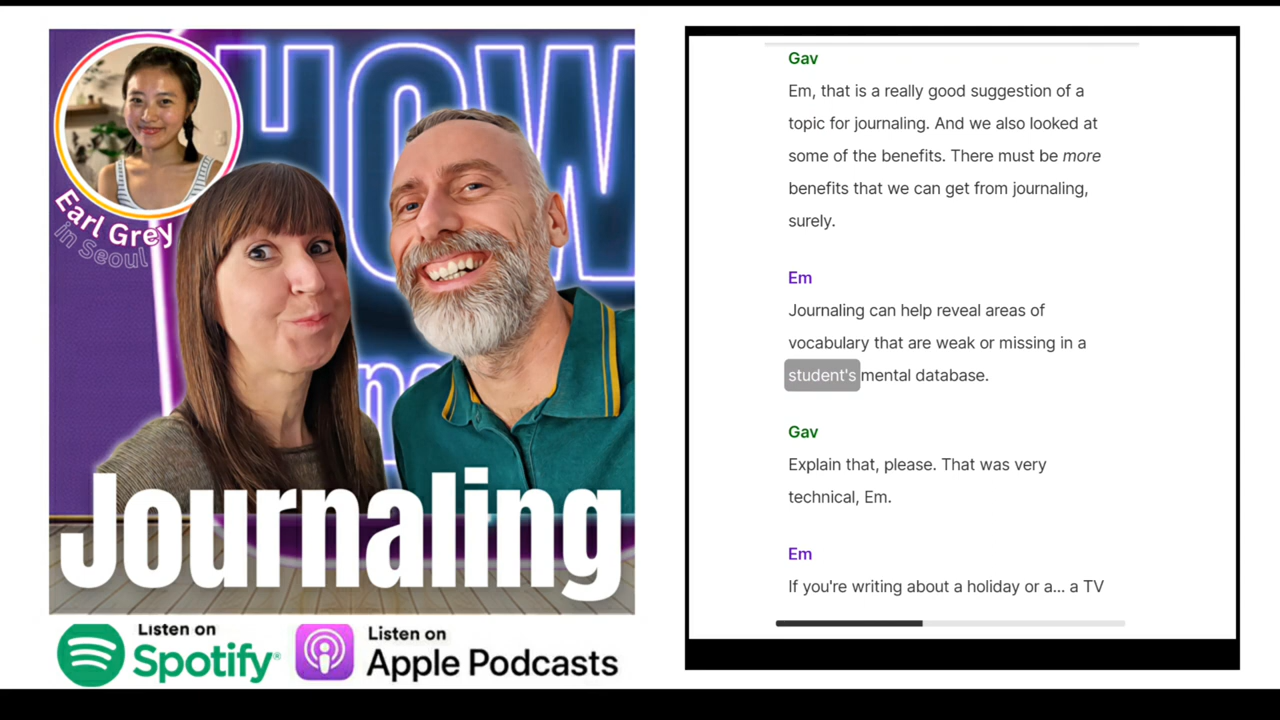 HOW
Earl Grey
in Seoul
Journaling
Listen on
Spotify
Listen on
Apple Podcasts
Gav
Em, that is a really good suggestion of a
topic for journaling. And we also looked at
some of the benefits. There must be more
benefits that we can get from journaling,
surely.
Em
Journaling can help reveal areas of
vocabulary that are weak or missing in a
student's mental database.
Gav
Explain that, please. That was very
technical, Em.
Em
If you're writing about a holiday or a... a TV